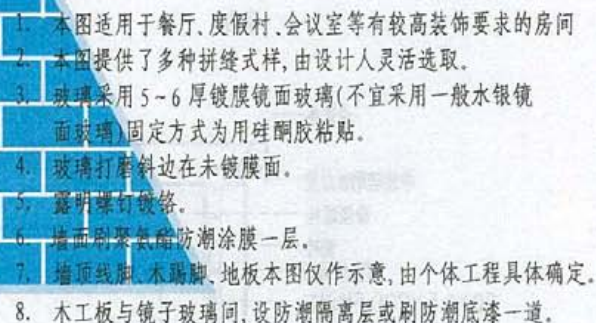 1. 本图适用于餐厅、度假村、会议室等有较高装饰要求的房间
2. 本图提供了多种拼缝式样,由设计人灵活选取。
3. 玻璃采用5~6厚镀膜镜面玻璃(不宜采用一般水银镜
面玻璃)固定方式为用硅酮胶粘贴。
4. 玻璃打磨斜边在未镀膜面。
5. 露明螺钉镀铬。
6. 墙面刷聚氨酯防潮涂膜一层。
7. 墙顶线脚、木踢脚、地板本图仅作示意,由个体工程具体确定。
8. 木工板与镜子玻璃间,设防潮隔离层或刷防潮底漆一道。